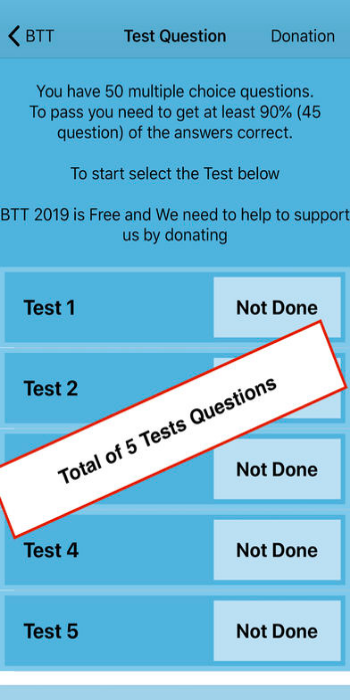 BTT
Test Question
Donation
You have 50 multiple choice questions.
To pass you need to get at least 90% (45
question) of the answers correct.
To start select the Test below
BTT 2019 is Free and We need to help to support
us by donating
Test 1
Not Done
Test 2
Total of 5 Tests Questions
Not Done
Test 4
Not Done
Test 5
Not Done